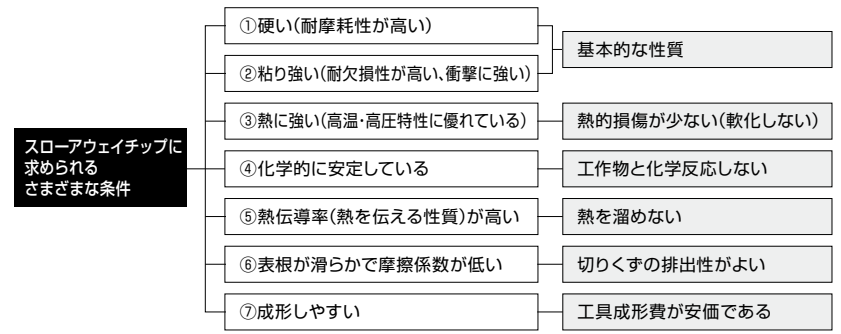 スローアウェイチップに
求められる
さまざまな条件
①硬い(耐摩耗性が高い)
②粘り強い(耐欠損性が高い、衝撃に強い)
基本的な性質
③熱に強い(高温・高圧特性に優れている)
熱的損傷が少ない(軟化しない)
④化学的に安定している
工作物と化学反応しない
⑤熱伝導率(熱を伝える性質)が高い
熱を溜めない
⑥表根が滑らかで摩擦係数が低い
切りくずの排出性がよい
⑦成形しやすい
工具成形費が安価である